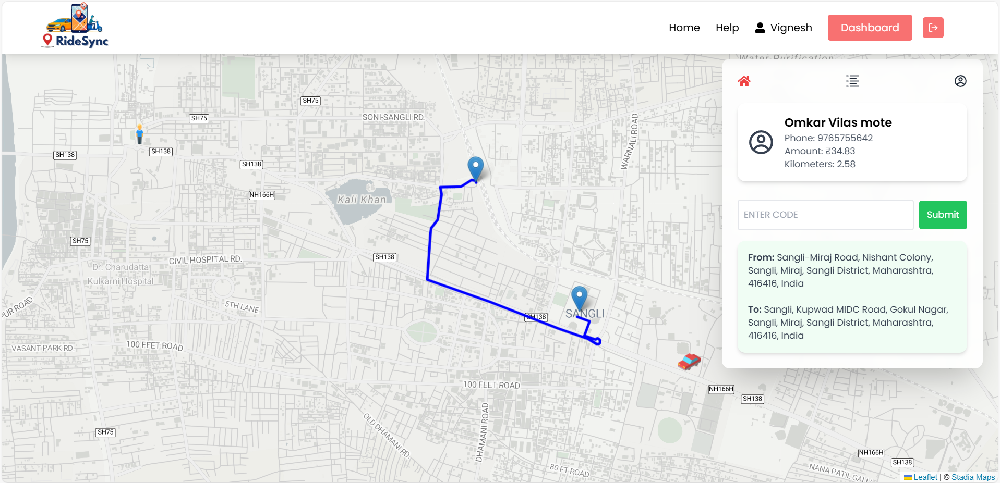 RideSync
Home
Help
Vignesh
Dashboard
Water Purification
Omkar Vilas mote
Phone: 9765755642
Amount: ₹34.83
Kilometers: 2.58
ENTER CODE
Submit
From: Sangli-Miraj Road, Nishant Colony,
Sangli, Miraj, Sangli District, Maharashtra,
416416, India
To: Sangli, Kupwad MIDC Road, Gokul Nagar,
Sangli, Miraj, Sangli District, Maharashtra,
416416, India
SH75
SONI-SANGLI RD.
SH75
WARNALI ROAD
SH138
SH138
SH138
NH166H
Kali Khan
SH75
CIVIL HOSPITAL RD.
SH138
Dr. Charudatta
Kulkarni Hospital
5TH LANE
UR ROAD
SH138
SANGLI
VASANT PARK RD.
100 FEET ROAD
100 FEET ROAD
NH166H
SH138
OLD DHAMANI RD.
DHAMANI ROAD
SH75
NH166H
SH138
80 FT ROAD
NANA PATIL GALLI
Leaflet | © Stadia Maps